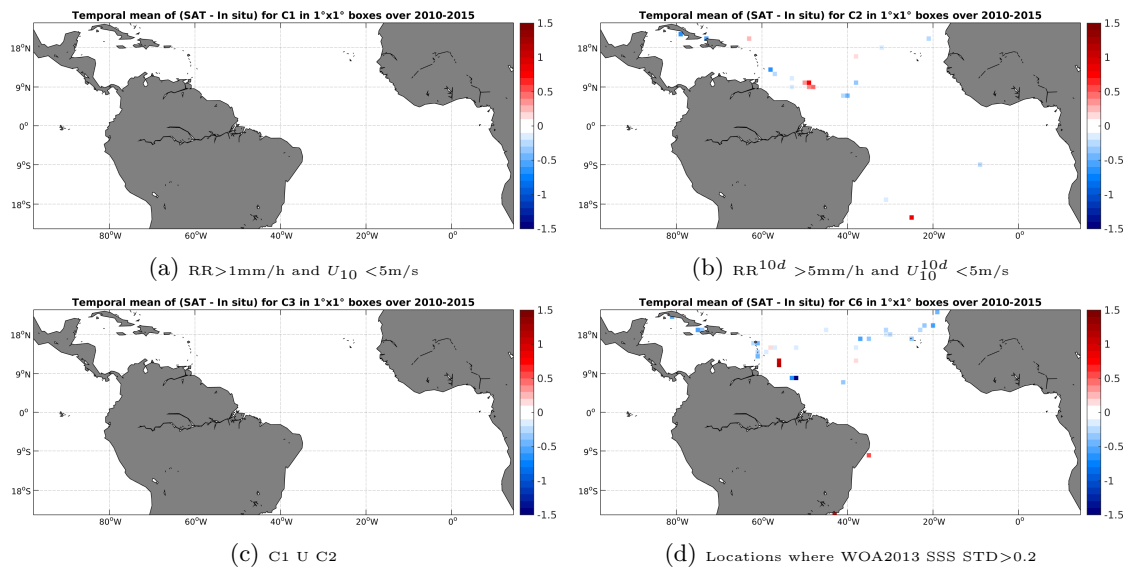 Temporal mean of (SAT - In situ) for C1 in 1°x1° boxes over 2010-2015
18°N
9°N
0°
9°S
18°S
80°W 60°W 40°W 20°W 0°
1.5
1
0.5
0
-0.5
-1
-1.5
(a) RR>1mm/h and U10 <5m/s
Temporal mean of (SAT - In situ) for C2 in 1°x1° boxes over 2010-2015
18°N
9°N
0°
9°S
18°S
80°W 60°W 40°W 20°W 0°
1.5
1
0.5
0
-0.5
-1
-1.5
(b) RR^10d >5mm/h and U10^10d <5m/s
Temporal mean of (SAT - In situ) for C3 in 1°x1° boxes over 2010-2015
18°N
9°N
0°
9°S
18°S
80°W 60°W 40°W 20°W 0°
1.5
1
0.5
0
-0.5
-1
-1.5
(c) C1 U C2
Temporal mean of (SAT - In situ) for C6 in 1°x1° boxes over 2010-2015
18°N
9°N
0°
9°S
18°S
80°W 60°W 40°W 20°W 0°
1.5
1
0.5
0
-0.5
-1
-1.5
(d) Locations where WOA2013 SSS STD>0.2